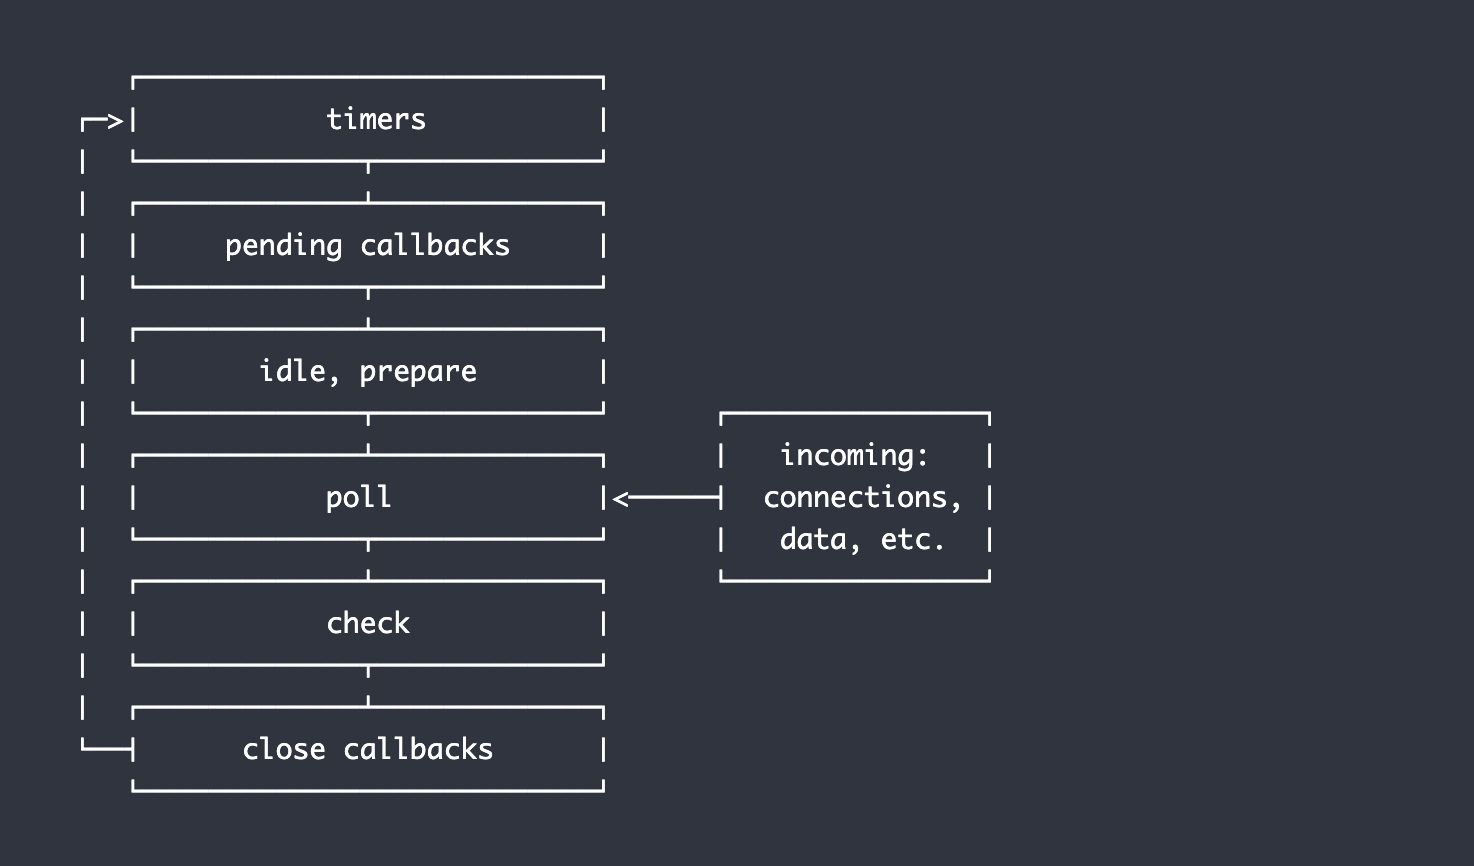 timers
pending callbacks
idle, prepare
poll
incoming:
connections,
data, etc.
check
close callbacks